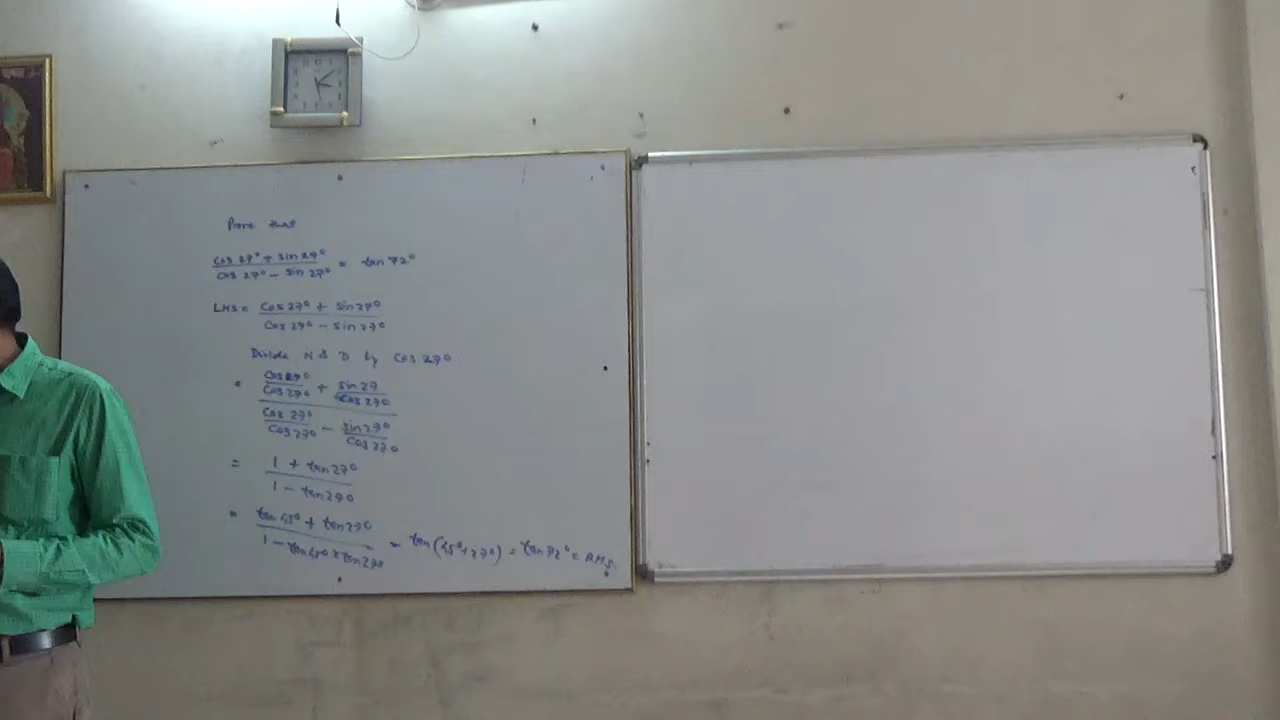 Prove that
cos 27° + sin 27° / cos 27° - sin 27° = tan 72°
LHS = cos 27° + sin 27° / cos 27° - sin 27°
Divide N & D by cos 27°
= cos 27° / cos 27° + sin 27 / cos 27° / cos 27° / cos 27° - sin 27° / cos 27°
= 1 + tan 27° / 1 - tan 27°
= tan 45° + tan 27° / 1 - tan 45° × tan 27° = tan (45° + 27°) = tan 72° = RHS.